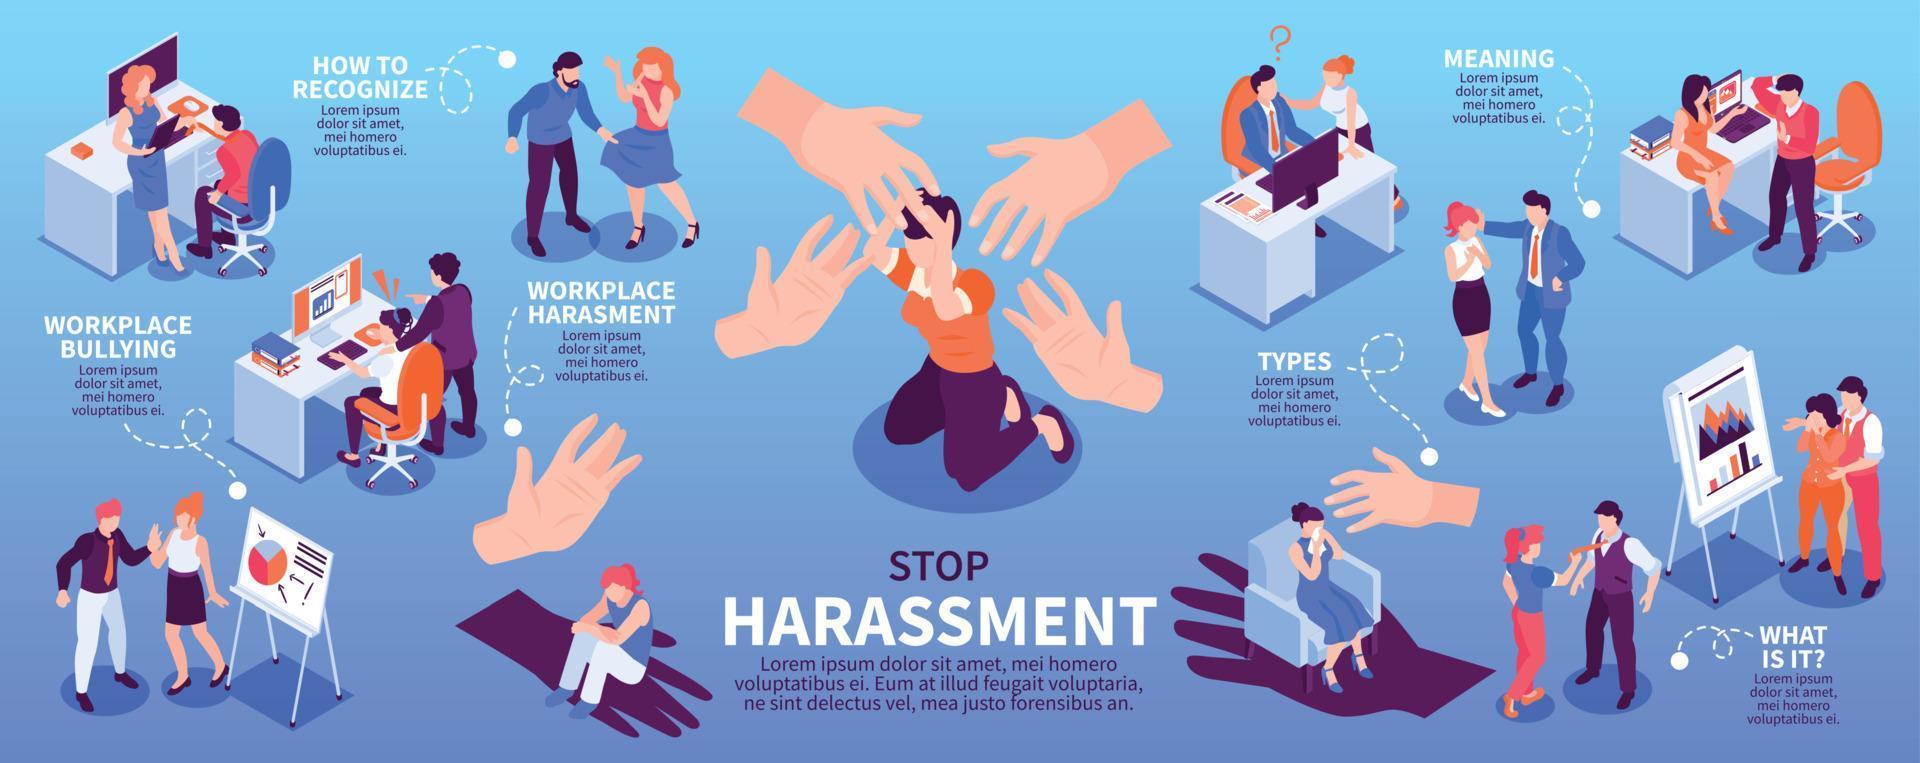 HOW TO
RECOGNIZE
Lorem ipsum
dolor sit amet,
mei homero
voluptatibus ei.
WORKPLACE
BULLYING
Lorem ipsum
dolor sit amet,
mei homero
voluptatibus ei.
WORKPLACE
HARASMENT
Lorem ipsum
dolor sit amet,
mei homero
voluptatibus ei.
STOP
HARASSMENT
Lorem ipsum dolor sit amet, mei homero
voluptatibus ei. Eum at illud feugait voluptaria,
ne sint delectus vel, mea justo forensibus an.
?
MEANING
Lorem ipsum
dolor sit amet,
mei homero
voluptatibus ei.
TYPES
Lorem ipsum
dolor sit amet,
mei homero
voluptatibus ei.
WHAT
IS IT?
Lorem ipsum
dolor sit amet,
mei homero
voluptatibus ei.